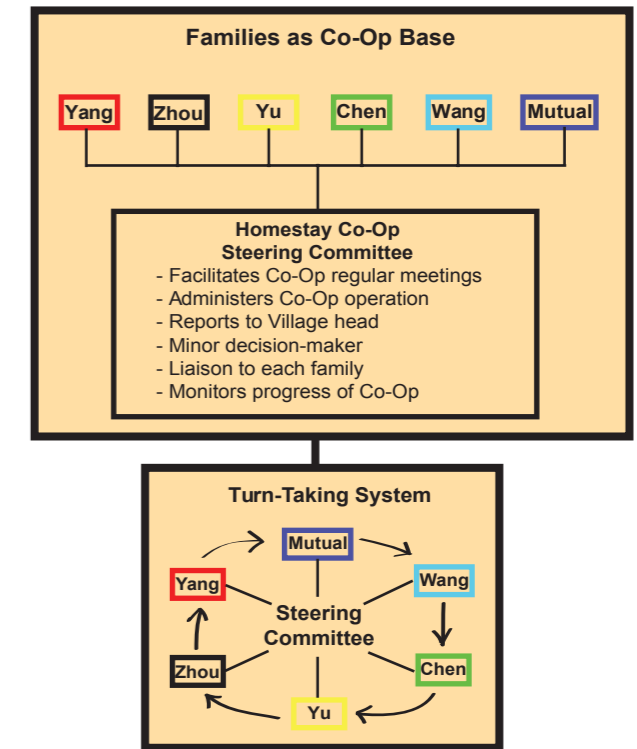 Families as Co-Op Base
Yang Zhou Yu Chen Wang Mutual
Homestay Co-Op
Steering Committee
- Facilitates Co-Op regular meetings
- Administers Co-Op operation
- Reports to Village head
- Minor decision-maker
- Liaison to each family
- Monitors progress of Co-Op
Turn-Taking System
Mutual
Yang
Wang
Steering
Committee
Zhou
Chen
Yu